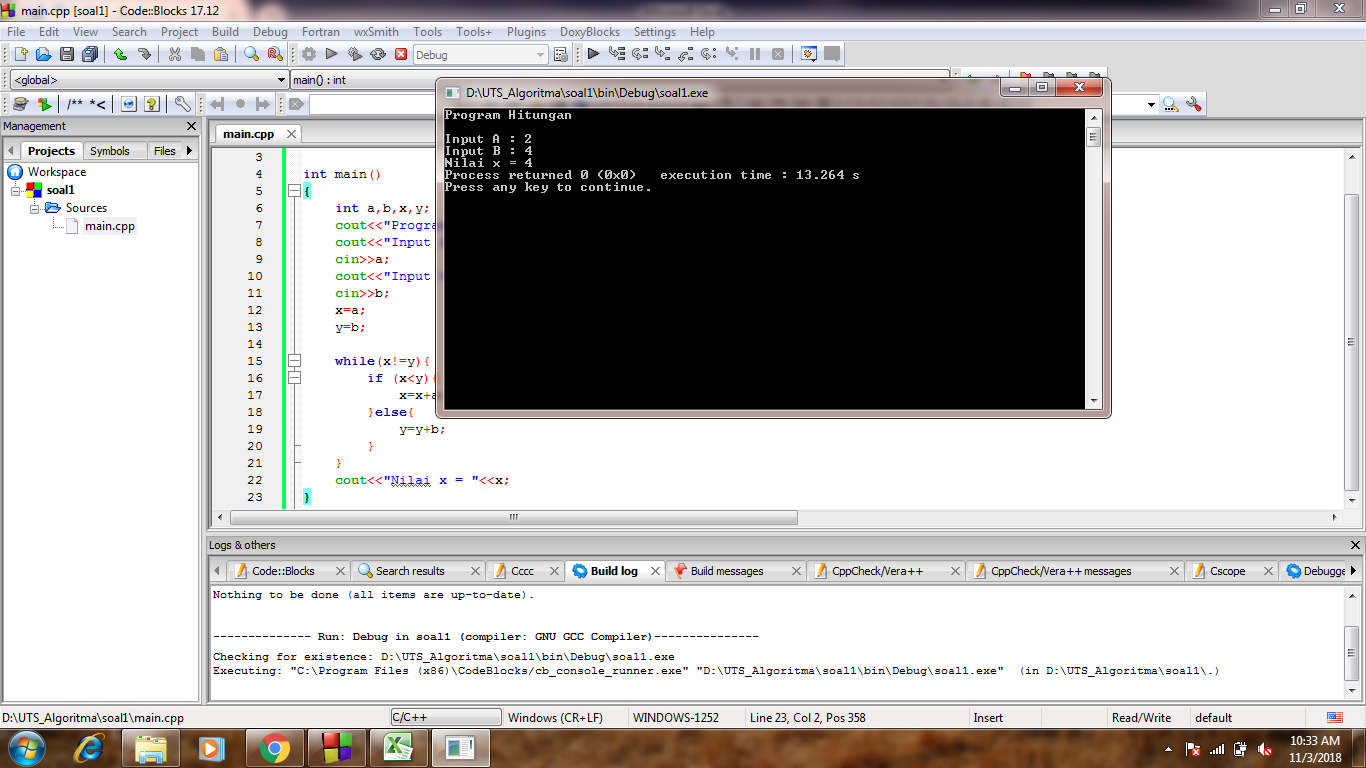 main.cpp [soal1] - Code::Blocks 17.12
File Edit View Search Project Build Debug Fortran wxSmith Tools Tools+ Plugins DoxyBlocks Settings Help
Debug
<global> main() : int
/** *<
D:\UTS_Algoritma\soal1\bin\Debug\soal1.exe
Program Hitungan
Input A : 2
Input B : 4
Nilai x = 4
Process returned 0 (0x0)   execution time : 13.264 s
Press any key to continue.
Management
Projects Symbols Files
Workspace
soal1
Sources
main.cpp
main.cpp
3
4 int main()
5 {
6 int a,b,x,y;
7 cout<<"Progra
8 cout<<"Input
9 cin>>a;
10 cout<<"Input
11 cin>>b;
12 x=a;
13 y=b;
14
15 while(x!=y){
16 if (x<y){
17 x=x+a
18 }else{
19 y=y+b;
20 }
21 }
22 cout<<"Nilai x = "<<x;
23 }
Logs & others
Code::Blocks Search results Cccc Build log Build messages CppCheck/Vera++ CppCheck/Vera++ messages Cscope Debugge
Nothing to be done (all items are up-to-date).
-------------- Run: Debug in soal1 (compiler: GNU GCC Compiler)---------------
Checking for existence: D:\UTS_Algoritma\soal1\bin\Debug\soal1.exe
Executing: "C:\Program Files (x86)\CodeBlocks/cb_console_runner.exe" "D:\UTS_Algoritma\soal1\bin\Debug\soal1.exe"  (in D:\UTS_Algoritma\soal1\.)
D:\UTS_Algoritma\soal1\main.cpp C/C++ Windows (CR+LF) WINDOWS-1252 Line 23, Col 2, Pos 358 Insert Read/Write default
10:33 AM
11/3/2018